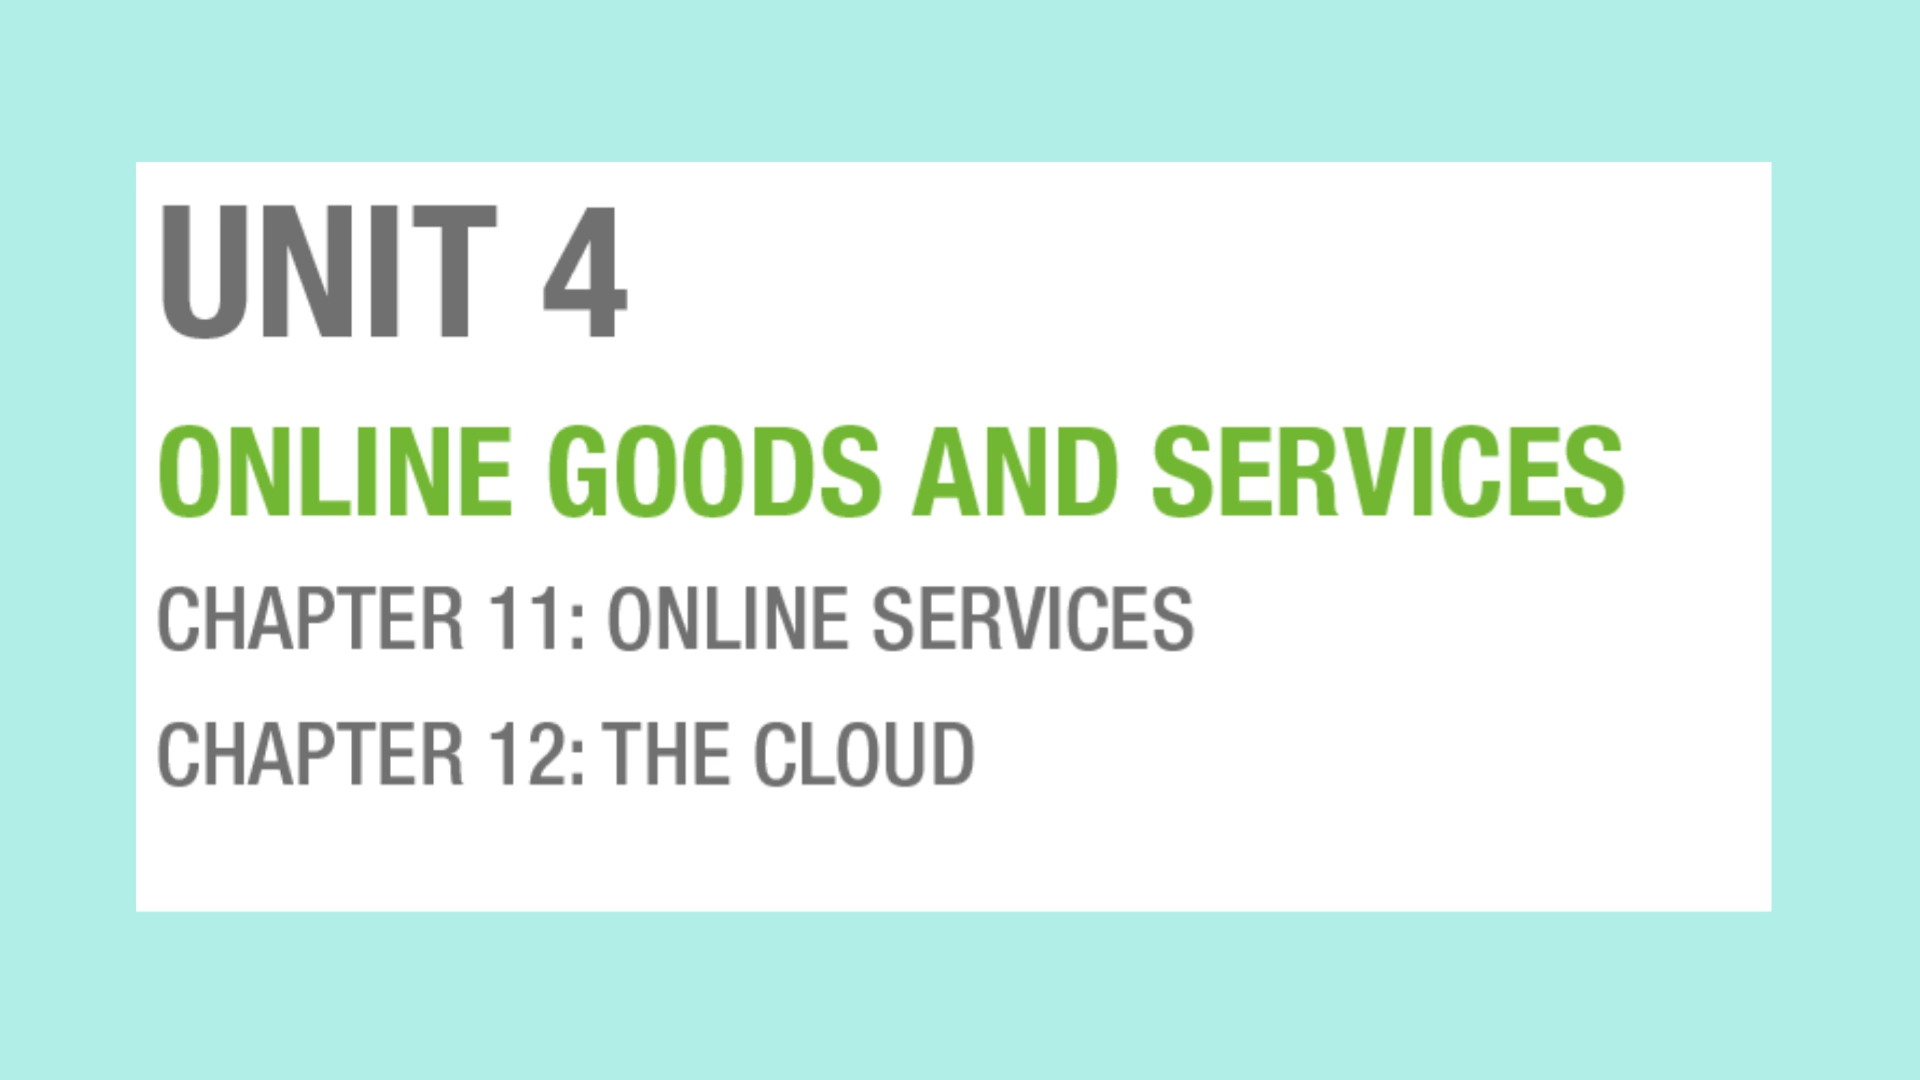 UNIT 4
ONLINE GOODS AND SERVICES
CHAPTER 11: ONLINE SERVICES
CHAPTER 12: THE CLOUD